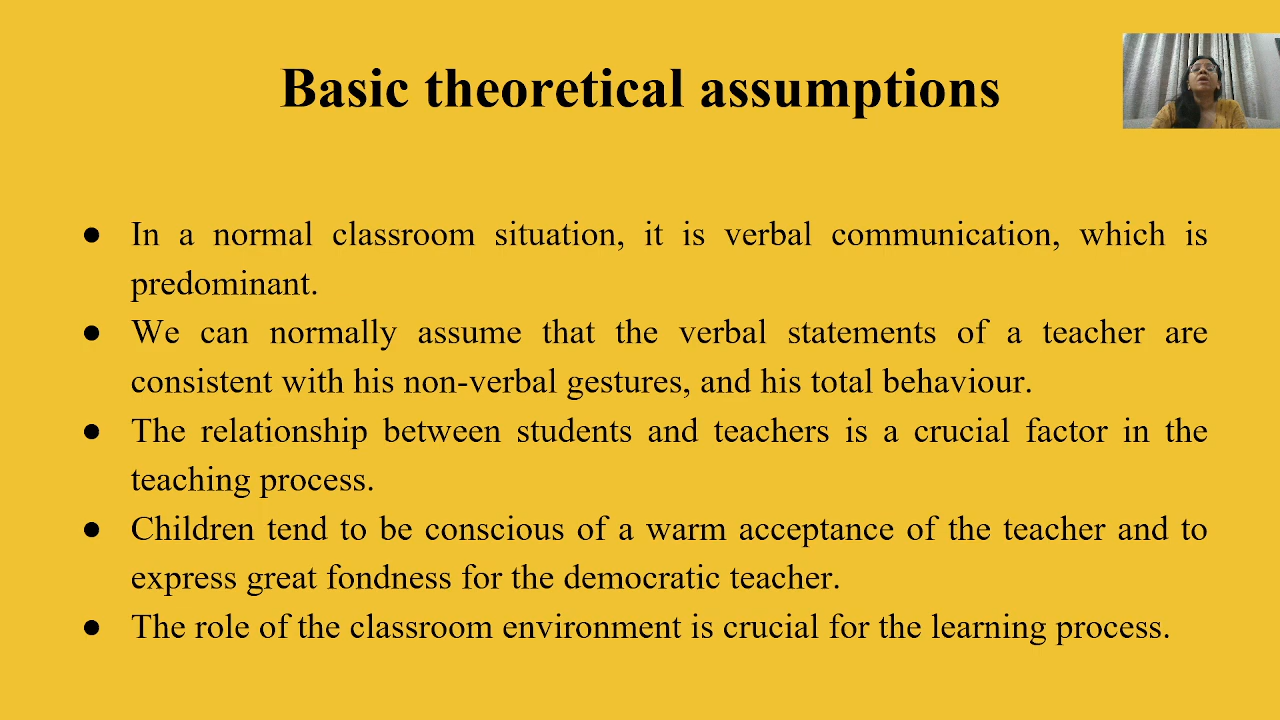 Basic theoretical assumptions
● In a normal classroom situation, it is verbal communication, which is
predominant.
● We can normally assume that the verbal statements of a teacher are
consistent with his non-verbal gestures, and his total behaviour.
● The relationship between students and teachers is a crucial factor in the
teaching process.
● Children tend to be conscious of a warm acceptance of the teacher and to
express great fondness for the democratic teacher.
● The role of the classroom environment is crucial for the learning process.